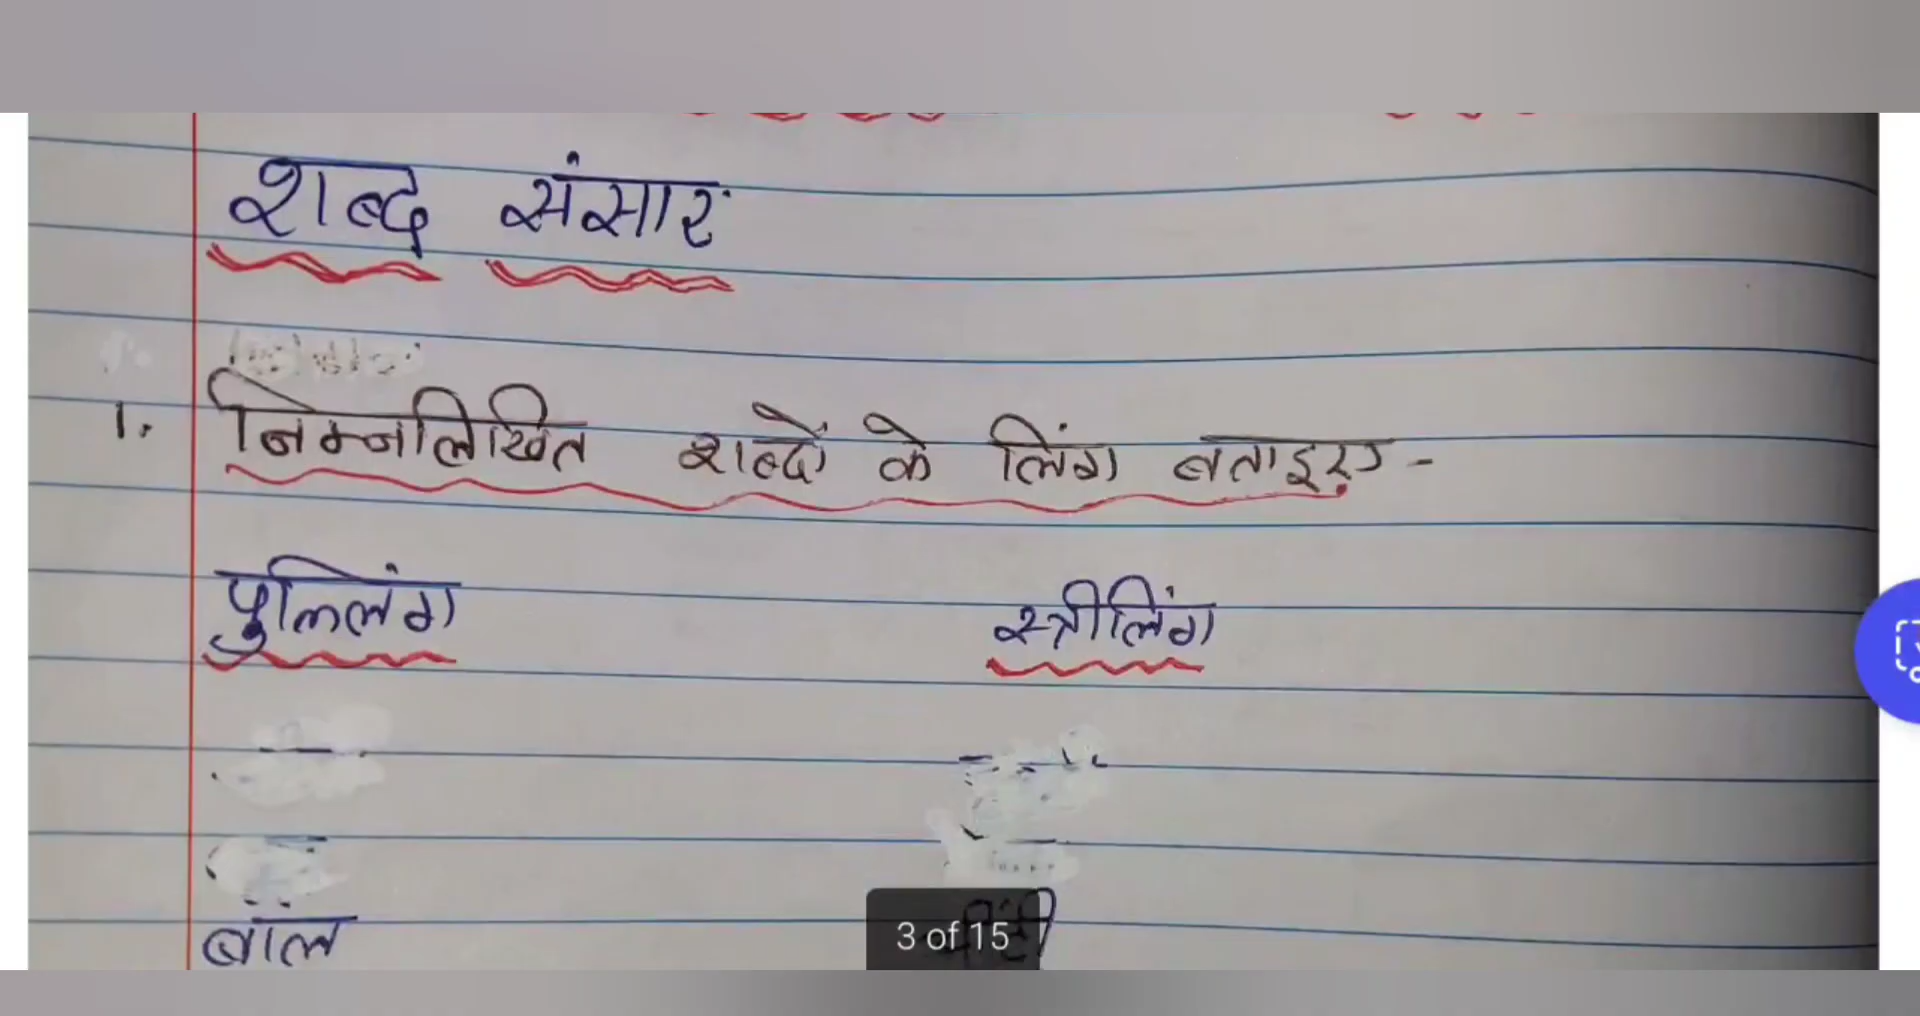 शब्द संसार
1. निम्नलिखित शब्दों के लिंग बताइए -
पुल्लिंग स्त्रीलिंग
बाल
3 of 15